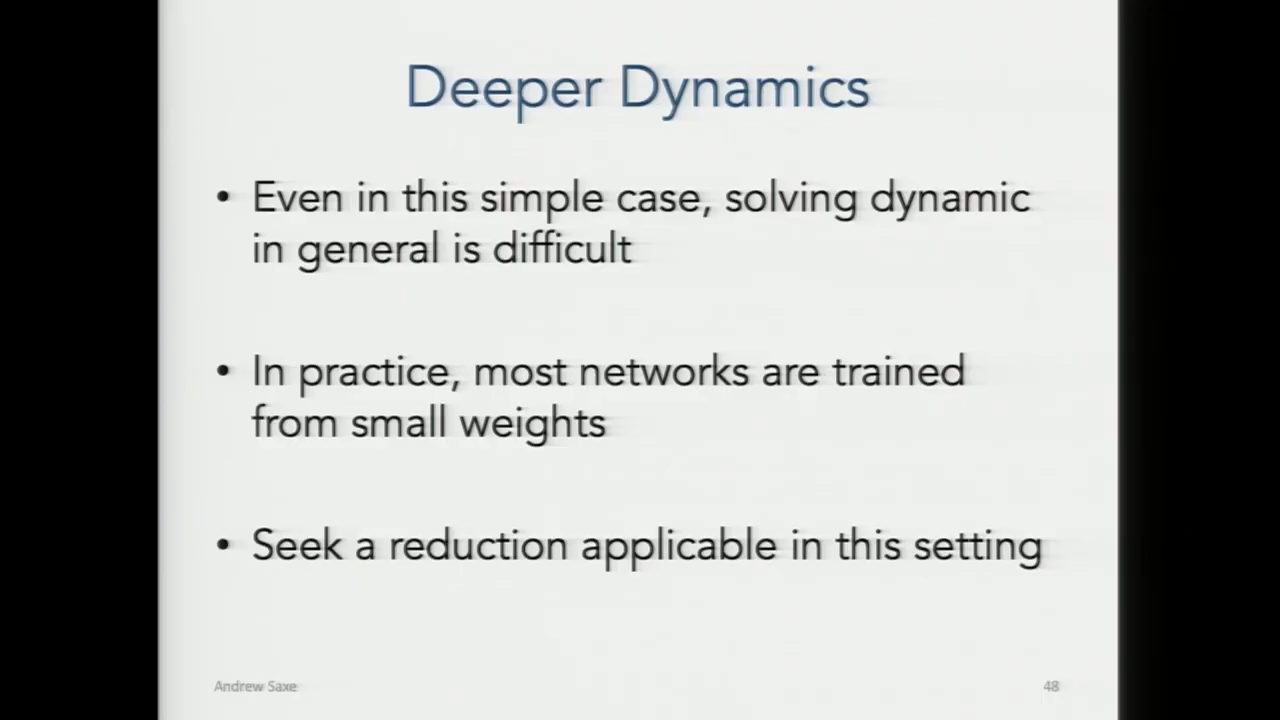 Deeper Dynamics
• Even in this simple case, solving dynamic
in general is difficult
• In practice, most networks are trained
from small weights
• Seek a reduction applicable in this setting
Andrew Saxe
48